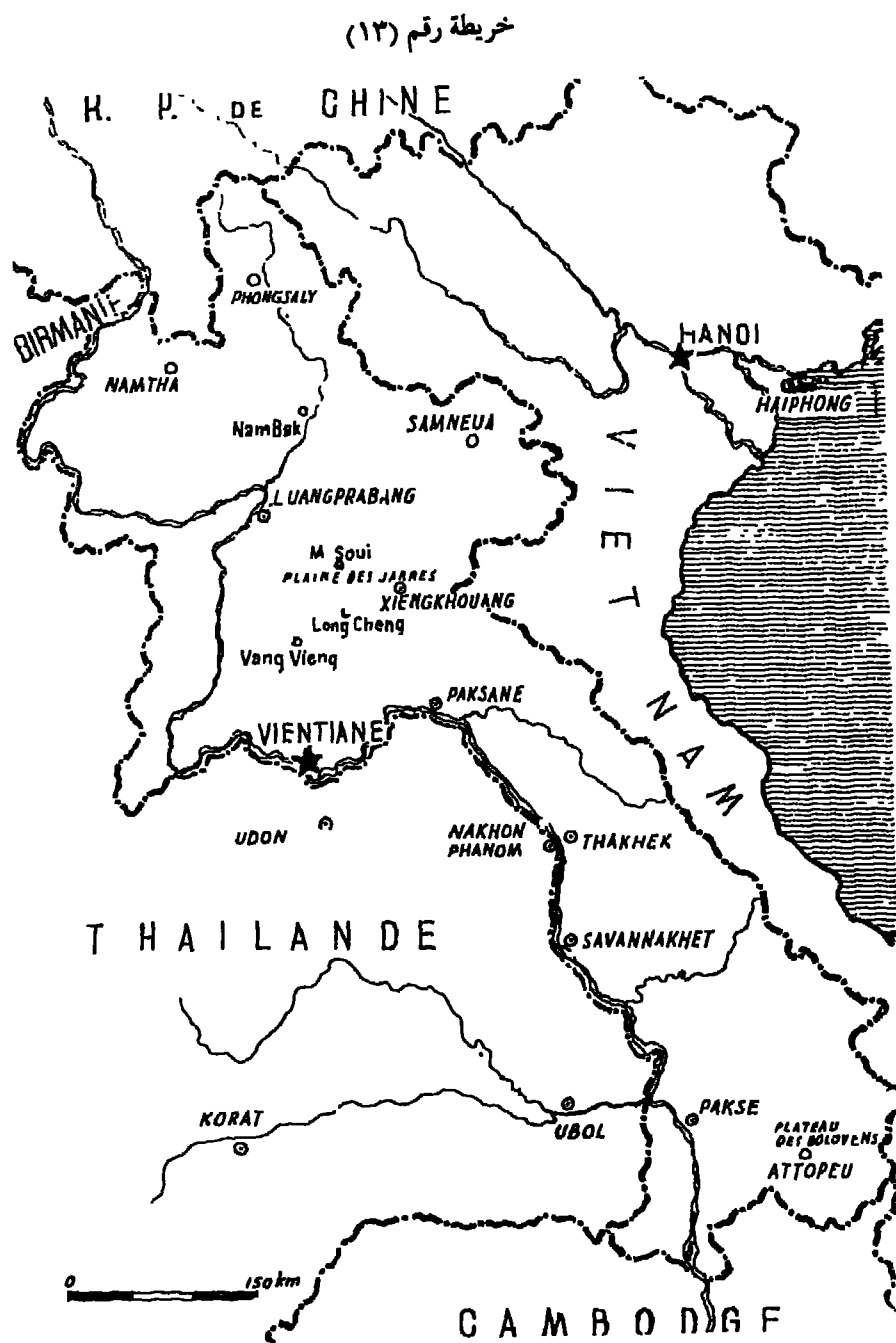 خريطة رقم (١٣)
R. P. DE CHINE
BIRMANIE
PHONGSALY
HANOI
NAMTHA
HAIPHONG
NamBak
SAMNEUA
VIET NAM
LUANGPRABANG
M Soui
PLAINE DES JARRES
XIENGKHOUANG
Long Cheng
Vang Vieng
PAKSANE
VIENTIANE
UDON
NAKHON
PHANOM
THAKHEK
THAILANDE
SAVANNAKHET
KORAT
UBOL
PAKSE
PLATEAU
DES BOLOVENS
ATTOPEU
0 150 km
CAMBODGE